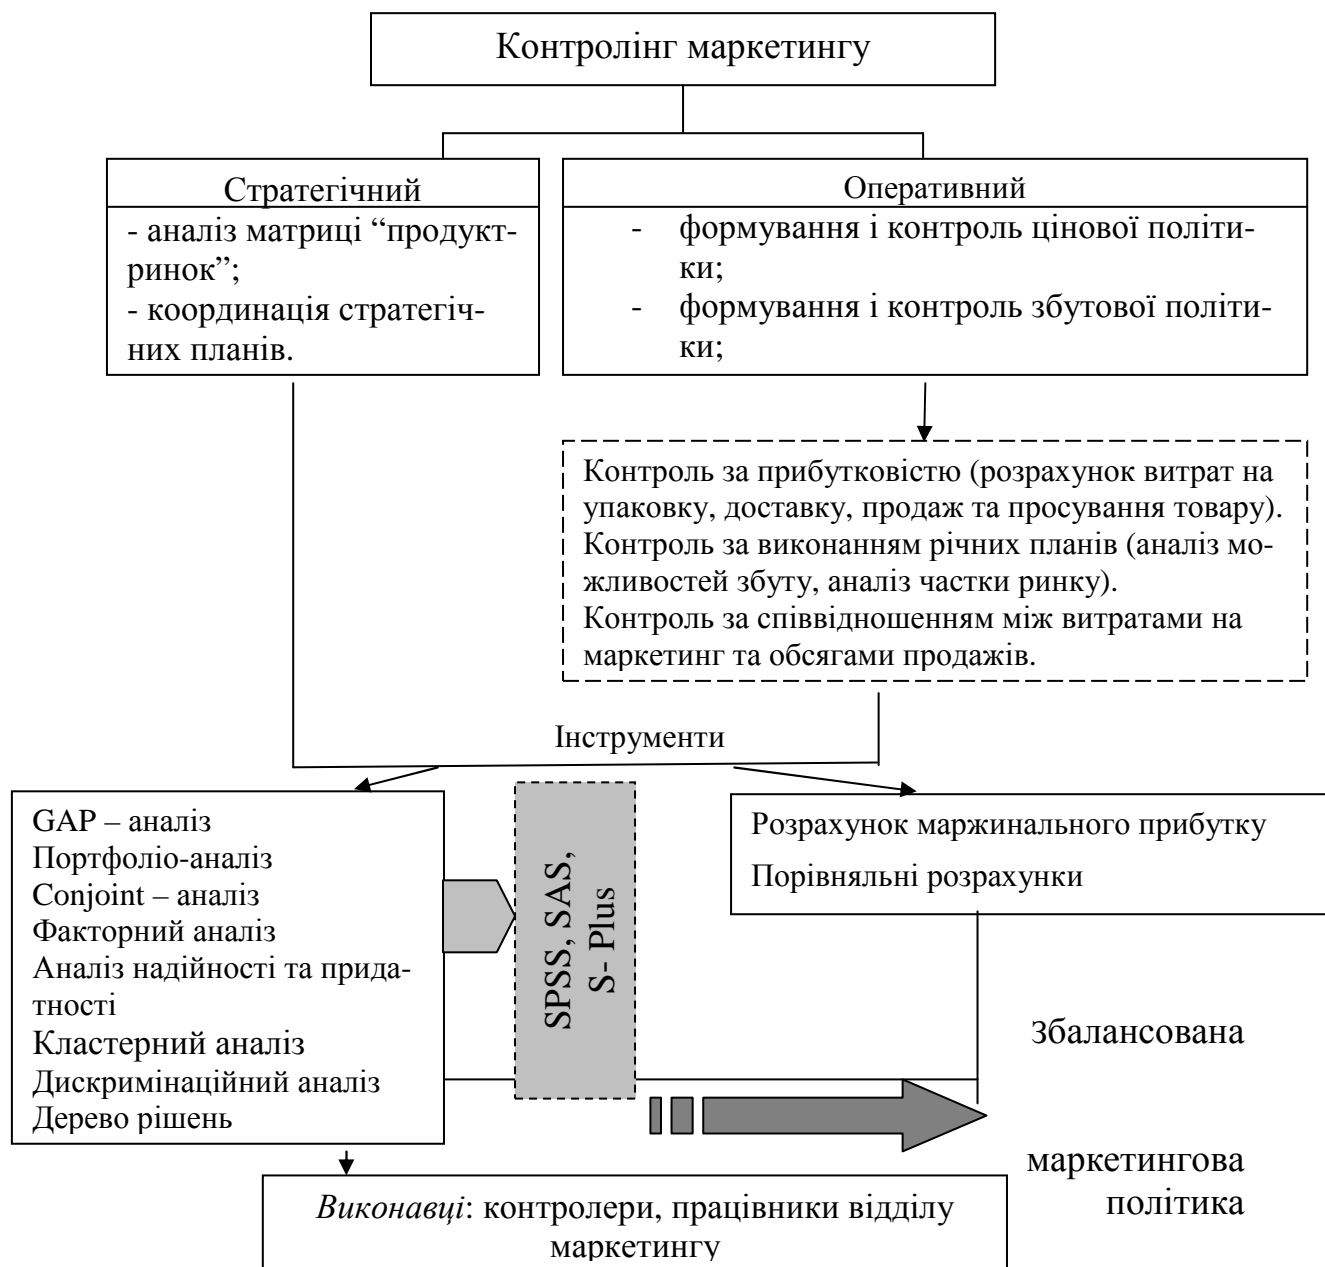 Контролінг маркетингу
Стратегічний
- аналіз матриці “продукт-
ринок”;
- координація стратегіч-
них планів.
Оперативний
- формування і контроль цінової політи-
ки;
- формування і контроль збутової політи-
ки;
Контроль за прибутковістю (розрахунок витрат на
упаковку, доставку, продаж та просування товару).
Контроль за виконанням річних планів (аналіз мо-
жливостей збуту, аналіз частки ринку).
Контроль за співвідношенням між витратами на
маркетинг та обсягами продажів.
Інструменти
GAP – аналіз
Портфоліо-аналіз
Conjoint – аналіз
Факторний аналіз
Аналіз надійності та прида-
тності
Кластерний аналіз
Дискримінаційний аналіз
Дерево рішень
SPSS, SAS,
S- Plus
Розрахунок маржинального прибутку
Порівняльні розрахунки
Збалансована
маркетингова
політика
Виконавці: контролери, працівники відділу
маркетингу